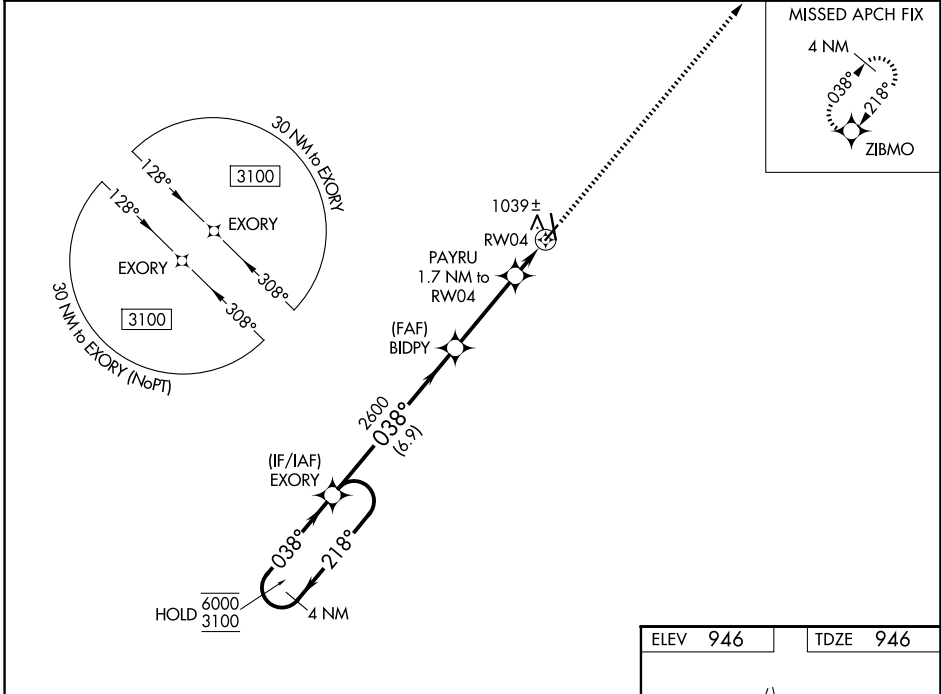 MISSED APCH FIX
4 NM
038°
218°
ZIBMO
30 NM to EXORY
128°
3100
EXORY
308°
128°
EXORY
308°
3100
30 NM to EXORY (NoPT)
1039±
RW04
PAYRU
1.7 NM to
RW04
(FAF)
BIDPY
2600
038°
(6.9)
(IF/IAF)
EXORY
038°
218°
HOLD
6000
3100
4 NM
ELEV 946
TDZE 946